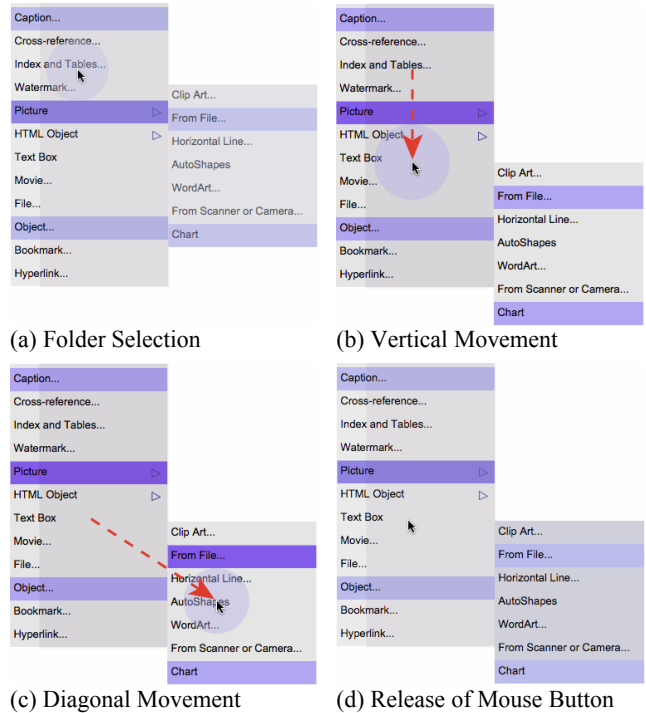 Caption...
Cross-reference...
Index and Tables...
Watermark...
Picture
HTML Object
Text Box
Movie...
File...
Object...
Bookmark...
Hyperlink...
Clip Art...
From File...
Horizontal Line...
AutoShapes
WordArt...
From Scanner or Camera...
Chart
(a) Folder Selection
Caption...
Cross-reference...
Index and Tables...
Watermark...
Picture
HTML Object
Text Box
Movie...
File...
Object...
Bookmark...
Hyperlink...
Clip Art...
From File...
Horizontal Line...
AutoShapes
WordArt...
From Scanner or Camera...
Chart
(b) Vertical Movement
Caption...
Cross-reference...
Index and Tables...
Watermark...
Picture
HTML Object
Text Box
Movie...
File...
Object...
Bookmark...
Hyperlink...
Clip Art...
From File...
Horizontal Line...
AutoShapes
WordArt...
From Scanner or Camera...
Chart
(c) Diagonal Movement
Caption...
Cross-reference...
Index and Tables...
Watermark...
Picture
HTML Object
Text Box
Movie...
File...
Object...
Bookmark...
Hyperlink...
Clip Art...
From File...
Horizontal Line...
AutoShapes
WordArt...
From Scanner or Camera...
Chart
(d) Release of Mouse Button